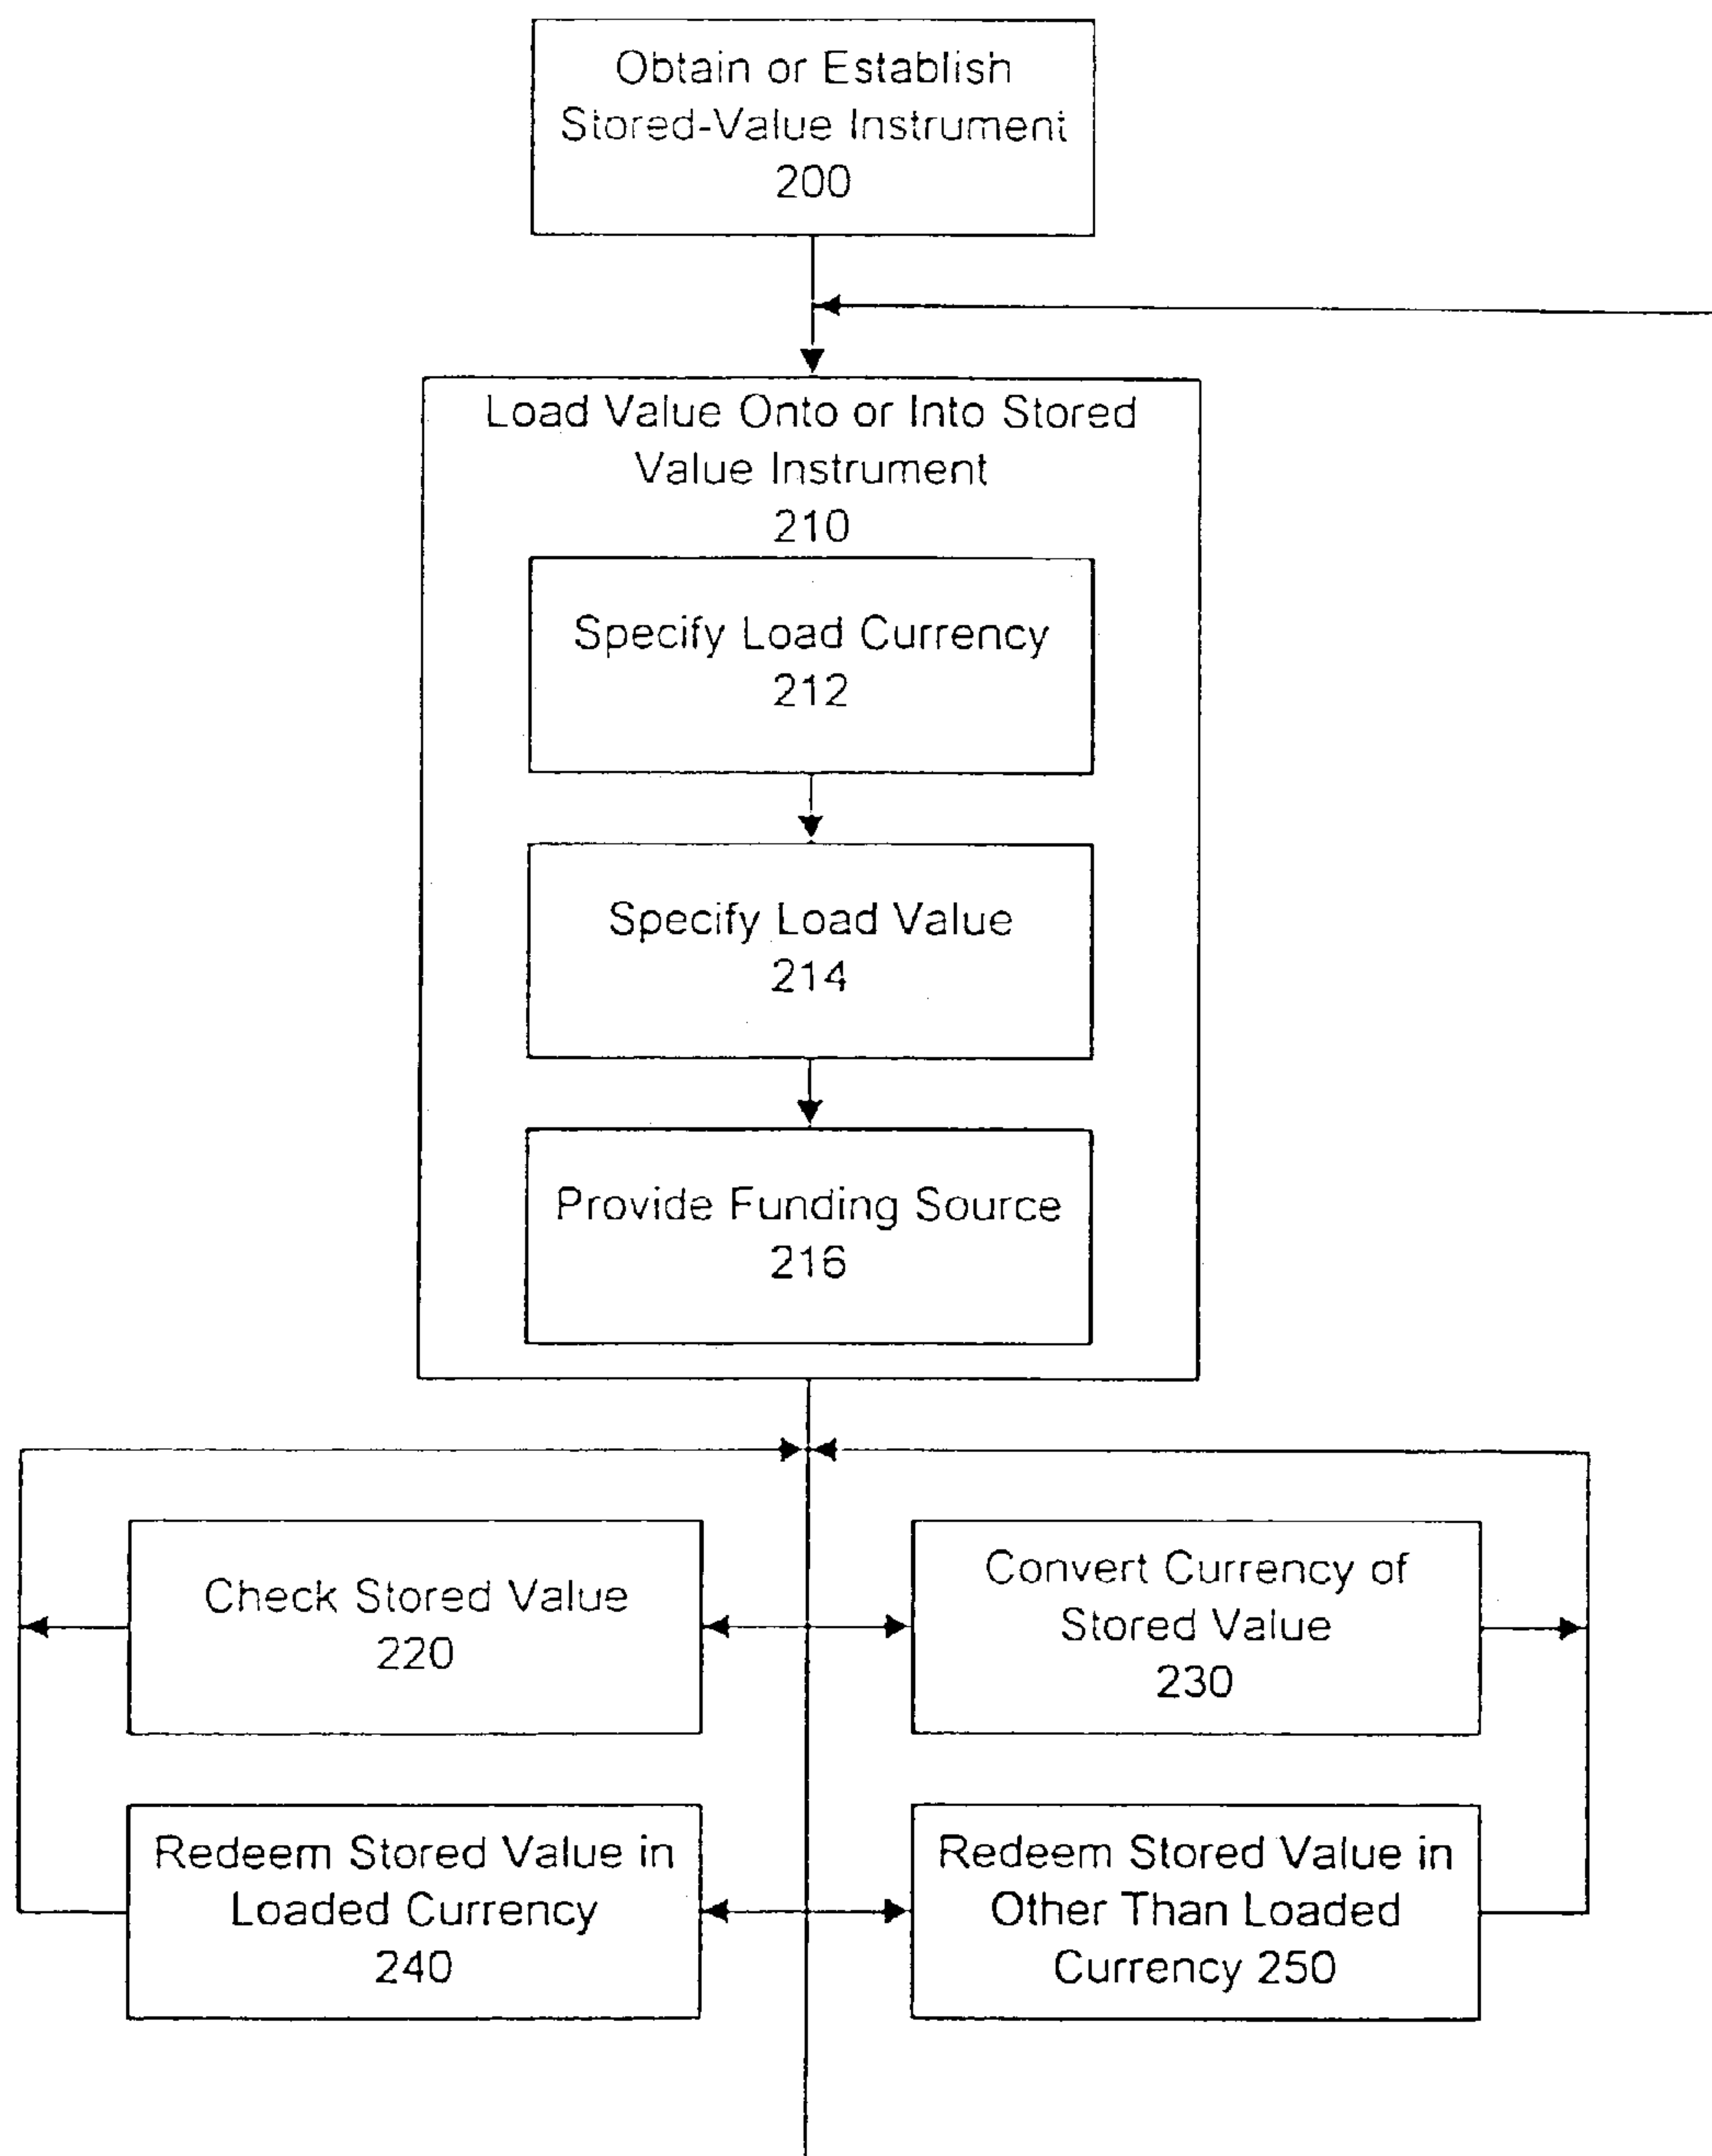 Obtain or Establish
Stored-Value Instrument
200
Load Value Onto or Into Stored
Value Instrument
210
Specify Load Currency
212
Specify Load Value
214
Provide Funding Source
216
Check Stored Value
220
Convert Currency of
Stored Value
230
Redeem Stored Value in
Loaded Currency
240
Redeem Stored Value in
Other Than Loaded
Currency 250